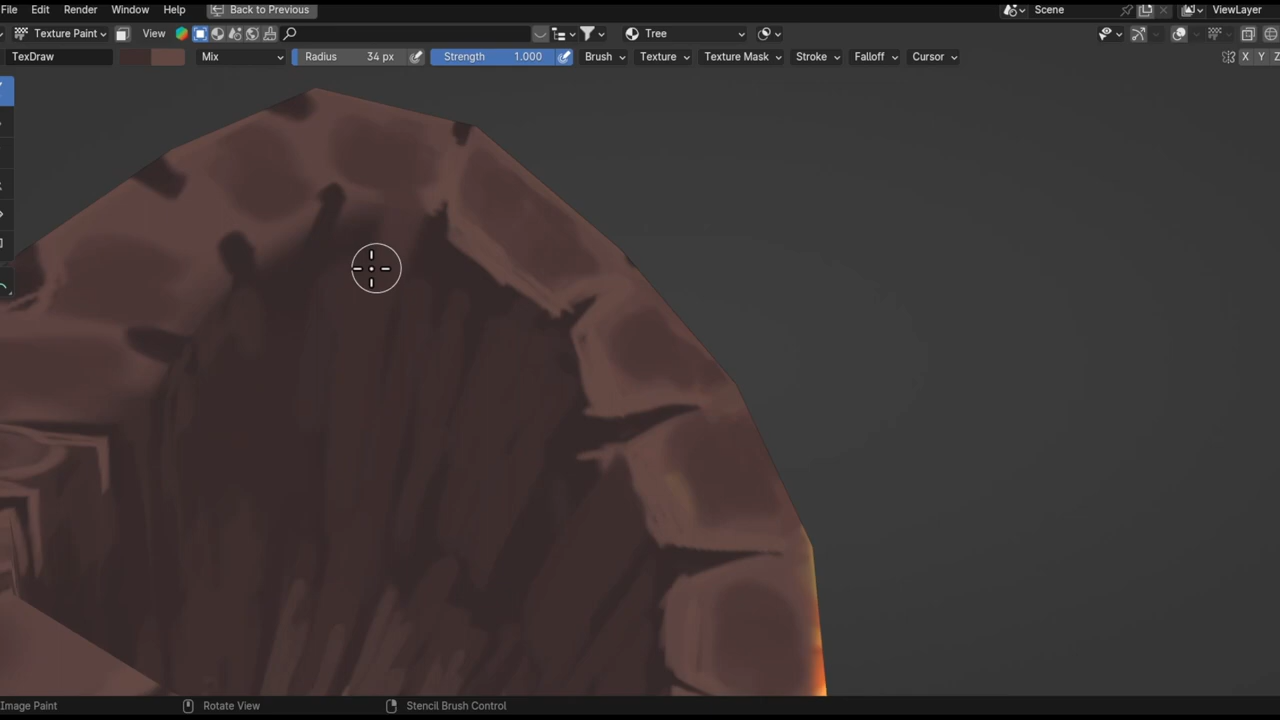 File Edit Render Window Help Back to Previous Scene ViewLayer
Texture Paint View Tree
TexDraw Mix Radius 34 px Strength 1.000 Brush Texture Texture Mask Stroke Falloff Cursor X Y Z
Image Paint Rotate View Stencil Brush Control